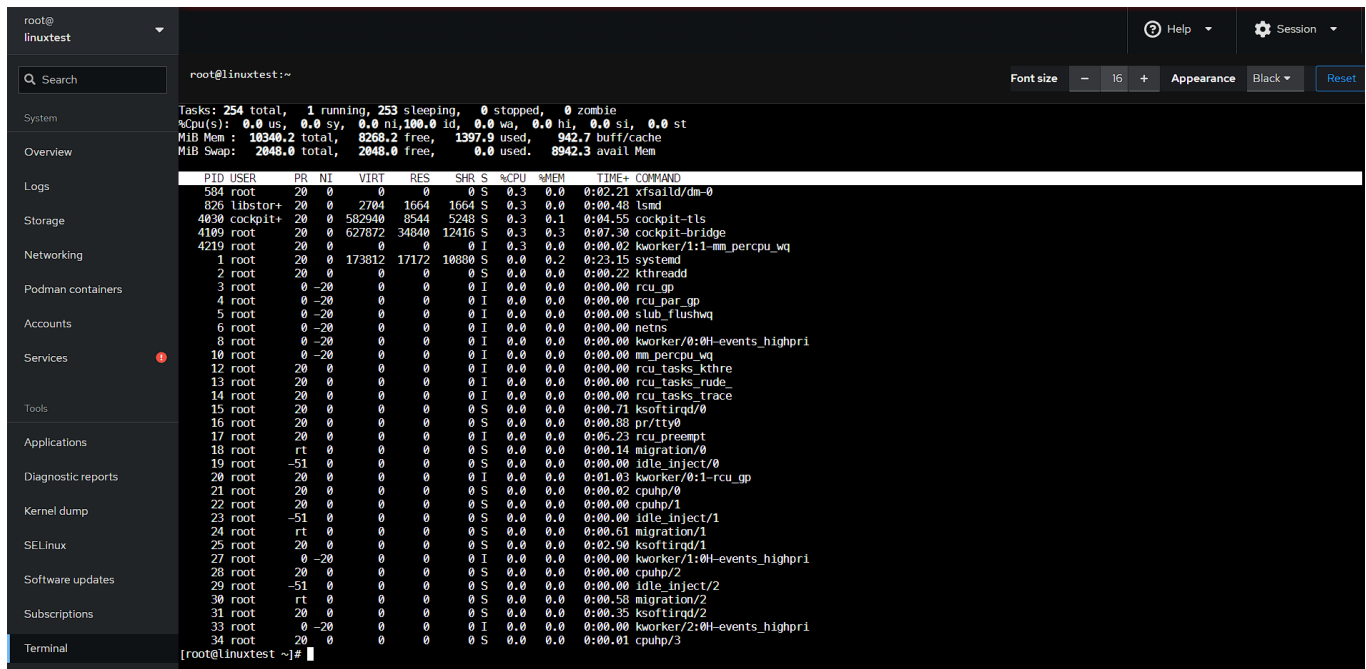 root@
linuxtest
Help
Session
Search
root@linuxtest:~
Font size - 16 + Appearance Black Reset
System
Overview
Logs
Storage
Networking
Podman containers
Accounts
Services
Tools
Applications
Diagnostic reports
Kernel dump
SELinux
Software updates
Subscriptions
Terminal
Tasks: 254 total, 1 running, 253 sleeping, 0 stopped, 0 zombie
%Cpu(s): 0.0 us, 0.0 sy, 0.0 ni,100.0 id, 0.0 wa, 0.0 hi, 0.0 si, 0.0 st
MiB Mem : 10340.2 total, 8268.2 free, 1397.9 used, 942.7 buff/cache
MiB Swap: 2048.0 total, 2048.0 free, 0.0 used. 8942.3 avail Mem
PID USER PR NI VIRT RES SHR S %CPU %MEM TIME+ COMMAND
584 root 20 0 0 0 0 S 0.3 0.0 0:02.21 xfsaild/dm-0
826 libstor+ 20 0 2704 1664 1664 S 0.3 0.0 0:00.48 lsmd
4030 cockpit+ 20 0 582940 8544 5248 S 0.3 0.1 0:04.55 cockpit-tls
4109 root 20 0 627872 34840 12416 S 0.3 0.3 0:07.30 cockpit-bridge
4219 root 20 0 0 0 0 I 0.3 0.0 0:00.02 kworker/1:1-mm_percpu_wq
1 root 20 0 173812 17172 10880 S 0.0 0.2 0:23.15 systemd
2 root 20 0 0 0 0 S 0.0 0.0 0:00.22 kthreadd
3 root 0 -20 0 0 0 I 0.0 0.0 0:00.00 rcu_gp
4 root 0 -20 0 0 0 I 0.0 0.0 0:00.00 rcu_par_gp
5 root 0 -20 0 0 0 I 0.0 0.0 0:00.00 slub_flushwq
6 root 0 -20 0 0 0 I 0.0 0.0 0:00.00 netns
8 root 0 -20 0 0 0 I 0.0 0.0 0:00.00 kworker/0:0H-events_highpri
10 root 0 -20 0 0 0 I 0.0 0.0 0:00.00 mm_percpu_wq
12 root 20 0 0 0 0 I 0.0 0.0 0:00.00 rcu_tasks_kthre
13 root 20 0 0 0 0 I 0.0 0.0 0:00.00 rcu_tasks_rude_
14 root 20 0 0 0 0 I 0.0 0.0 0:00.00 rcu_tasks_trace
15 root 20 0 0 0 0 S 0.0 0.0 0:00.71 ksoftirqd/0
16 root 20 0 0 0 0 S 0.0 0.0 0:00.88 pr/tty0
17 root 20 0 0 0 0 I 0.0 0.0 0:06.23 rcu_preempt
18 root rt 0 0 0 0 S 0.0 0.0 0:00.14 migration/0
19 root -51 0 0 0 0 S 0.0 0.0 0:00.00 idle_inject/0
20 root 20 0 0 0 0 I 0.0 0.0 0:01.03 kworker/0:1-rcu_gp
21 root 20 0 0 0 0 S 0.0 0.0 0:00.02 cpuhp/0
22 root 20 0 0 0 0 S 0.0 0.0 0:00.00 cpuhp/1
23 root -51 0 0 0 0 S 0.0 0.0 0:00.00 idle_inject/1
24 root rt 0 0 0 0 S 0.0 0.0 0:00.61 migration/1
25 root 20 0 0 0 0 S 0.0 0.0 0:02.90 ksoftirqd/1
27 root 0 -20 0 0 0 I 0.0 0.0 0:00.00 kworker/1:0H-events_highpri
28 root 20 0 0 0 0 S 0.0 0.0 0:00.00 cpuhp/2
29 root -51 0 0 0 0 S 0.0 0.0 0:00.00 idle_inject/2
30 root rt 0 0 0 0 S 0.0 0.0 0:00.58 migration/2
31 root 20 0 0 0 0 S 0.0 0.0 0:00.35 ksoftirqd/2
33 root 0 -20 0 0 0 I 0.0 0.0 0:00.00 kworker/2:0H-events_highpri
34 root 20 0 0 0 0 S 0.0 0.0 0:00.01 cpuhp/3
[root@linuxtest ~]#